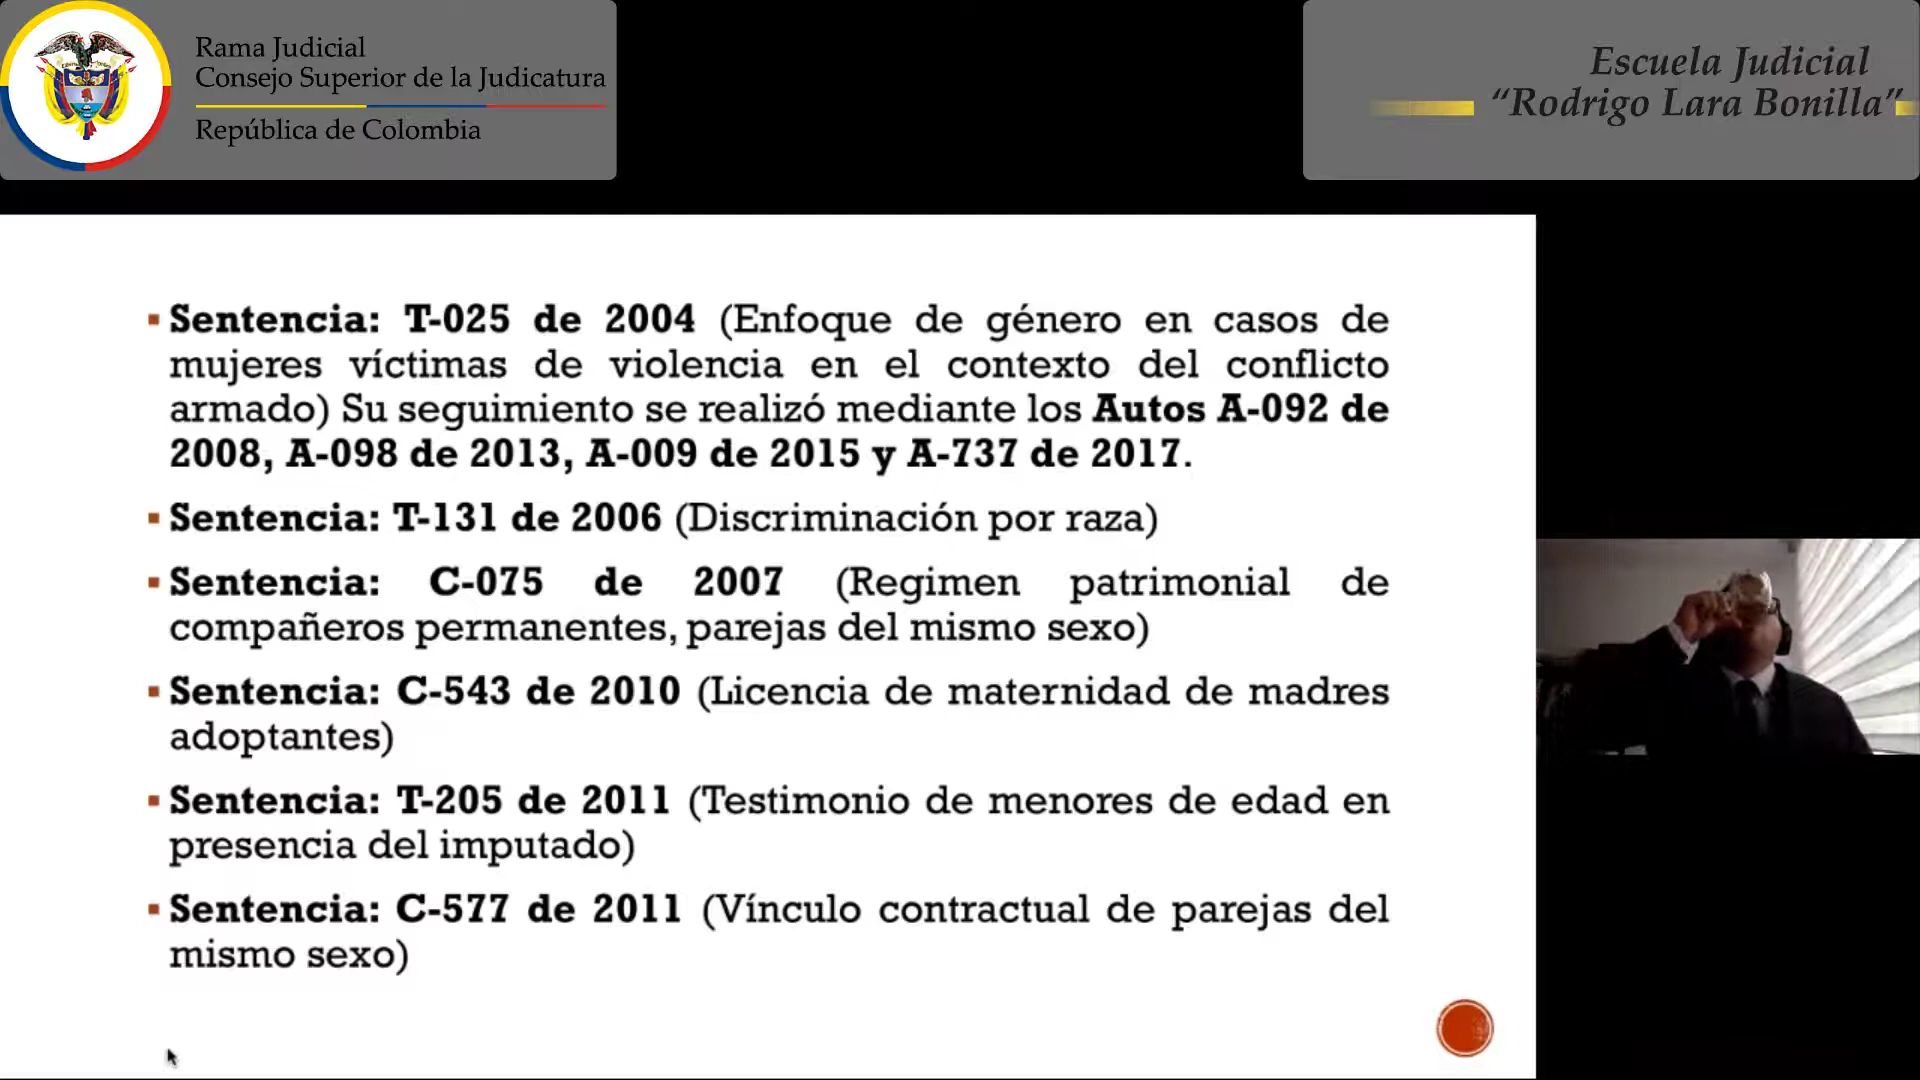 Rama Judicial
Consejo Superior de la Judicatura
República de Colombia
Escuela Judicial
“Rodrigo Lara Bonilla”
▪ Sentencia: T-025 de 2004 (Enfoque de género en casos de
mujeres víctimas de violencia en el contexto del conflicto
armado) Su seguimiento se realizó mediante los Autos A-092 de
2008, A-098 de 2013, A-009 de 2015 y A-737 de 2017.
▪ Sentencia: T-131 de 2006 (Discriminación por raza)
▪ Sentencia: C-075 de 2007 (Regimen patrimonial de
compañeros permanentes, parejas del mismo sexo)
▪ Sentencia: C-543 de 2010 (Licencia de maternidad de madres
adoptantes)
▪ Sentencia: T-205 de 2011 (Testimonio de menores de edad en
presencia del imputado)
▪ Sentencia: C-577 de 2011 (Vínculo contractual de parejas del
mismo sexo)